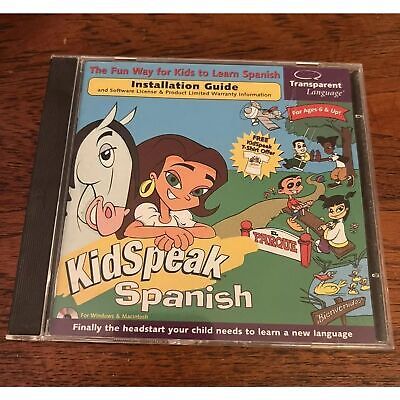 The Fun Way for Kids to Learn Spanish
Installation Guide
and Software License & Product Limited Warranty Information
Transparent
Language®
For Ages 6 & Up!
FREE
KidSpeak
T-Shirt Offer
EL
PARQUE
KidSpeak
Spanish
¡Bienvenidos!
For Windows & Macintosh
Finally the headstart your child needs to learn a new language